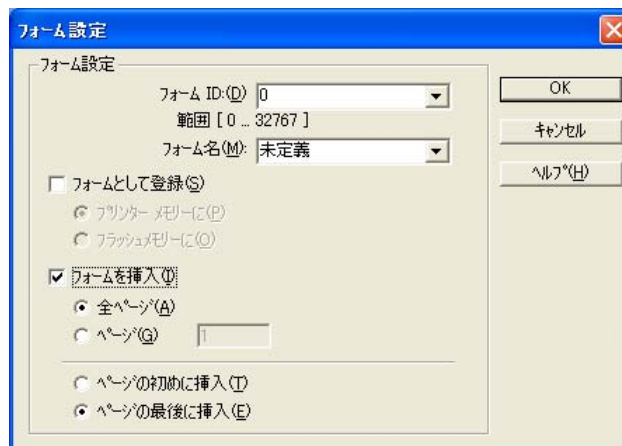 フォーム設定
フォーム設定
フォーム ID:(D) 0
範囲 [ 0 ... 32767 ]
フォーム名(M): 未定義
フォームとして登録(S)
プリンター メモリーに(P)
フラッシュメモリーに(O)
フォームを挿入(I)
全ページ(A)
ページ(G) 1
ページの初めに挿入(T)
ページの最後に挿入(E)
OK
キャンセル
ヘルプ(H)